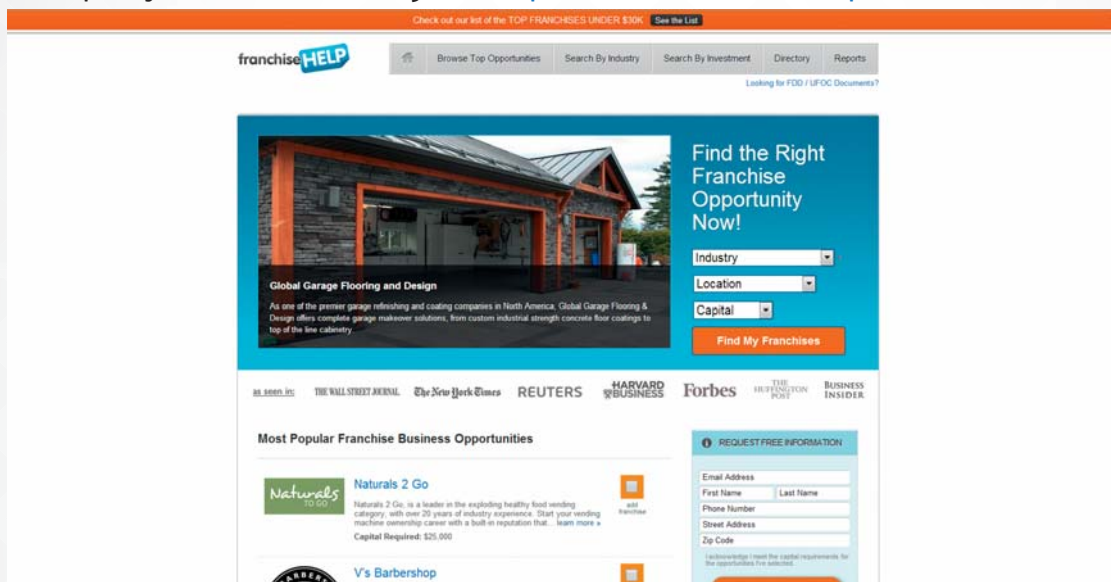 Check out our list of the TOP FRANCHISES UNDER $30K See the List
franchise HELP
Browse Top Opportunities Search By Industry Search By Investment Directory Reports
Looking for FDD / UFOC Documents?
Find the Right
Franchise
Opportunity
Now!
Industry
Location
Capital
Find My Franchises
Global Garage Flooring and Design
As one of the premier garage refinishing and coating companies in North America, Global Garage Flooring &
Design offers complete garage makeover solutions, from custom industrial strength concrete floor coatings to
top of the line cabinetry
as seen in: THE WALL STREET JOURNAL. The New York Times REUTERS HARVARD BUSINESS Forbes THE HUFFINGTON POST BUSINESS INSIDER
Most Popular Franchise Business Opportunities
Naturals TO GO
Naturals 2 Go
Naturals 2 Go, is a leader in the exploding healthy food vending
category, with over 20 years of industry experience. Start your vending
machine ownership career with a built-in reputation that... learn more »
Capital Required: $25,000
add
franchise
V's Barbershop
BARBERS
REQUEST FREE INFORMATION
Email Address
First Name Last Name
Phone Number
Street Address
Zip Code
I acknowledge I meet the capital requirements for
the opportunities I've selected.